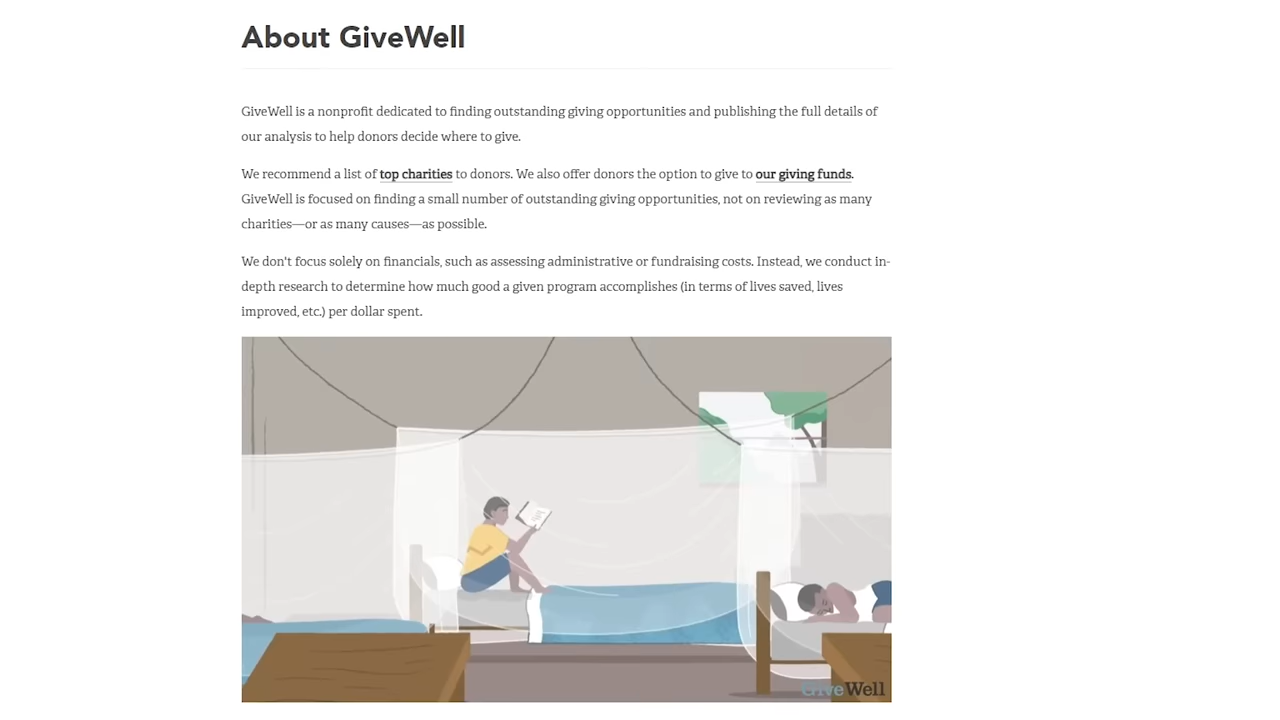 About GiveWell
GiveWell is a nonprofit dedicated to finding outstanding giving opportunities and publishing the full details of
our analysis to help donors decide where to give.
We recommend a list of top charities to donors. We also offer donors the option to give to our giving funds.
GiveWell is focused on finding a small number of outstanding giving opportunities, not on reviewing as many
charities—or as many causes—as possible.
We don't focus solely on financials, such as assessing administrative or fundraising costs. Instead, we conduct in-
depth research to determine how much good a given program accomplishes (in terms of lives saved, lives
improved, etc.) per dollar spent.
GiveWell